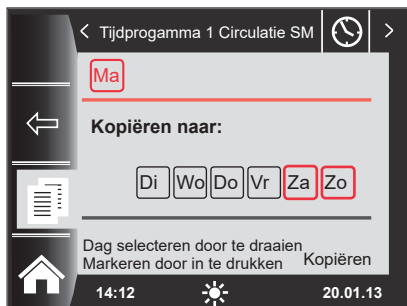 < Tijdprogamma 1 Circulatie SM >
Ma
Kopiëren naar:
Di Wo Do Vr Za Zo
Dag selecteren door te draaien
Markeren door in te drukken Kopiëren
14:12 20.01.13